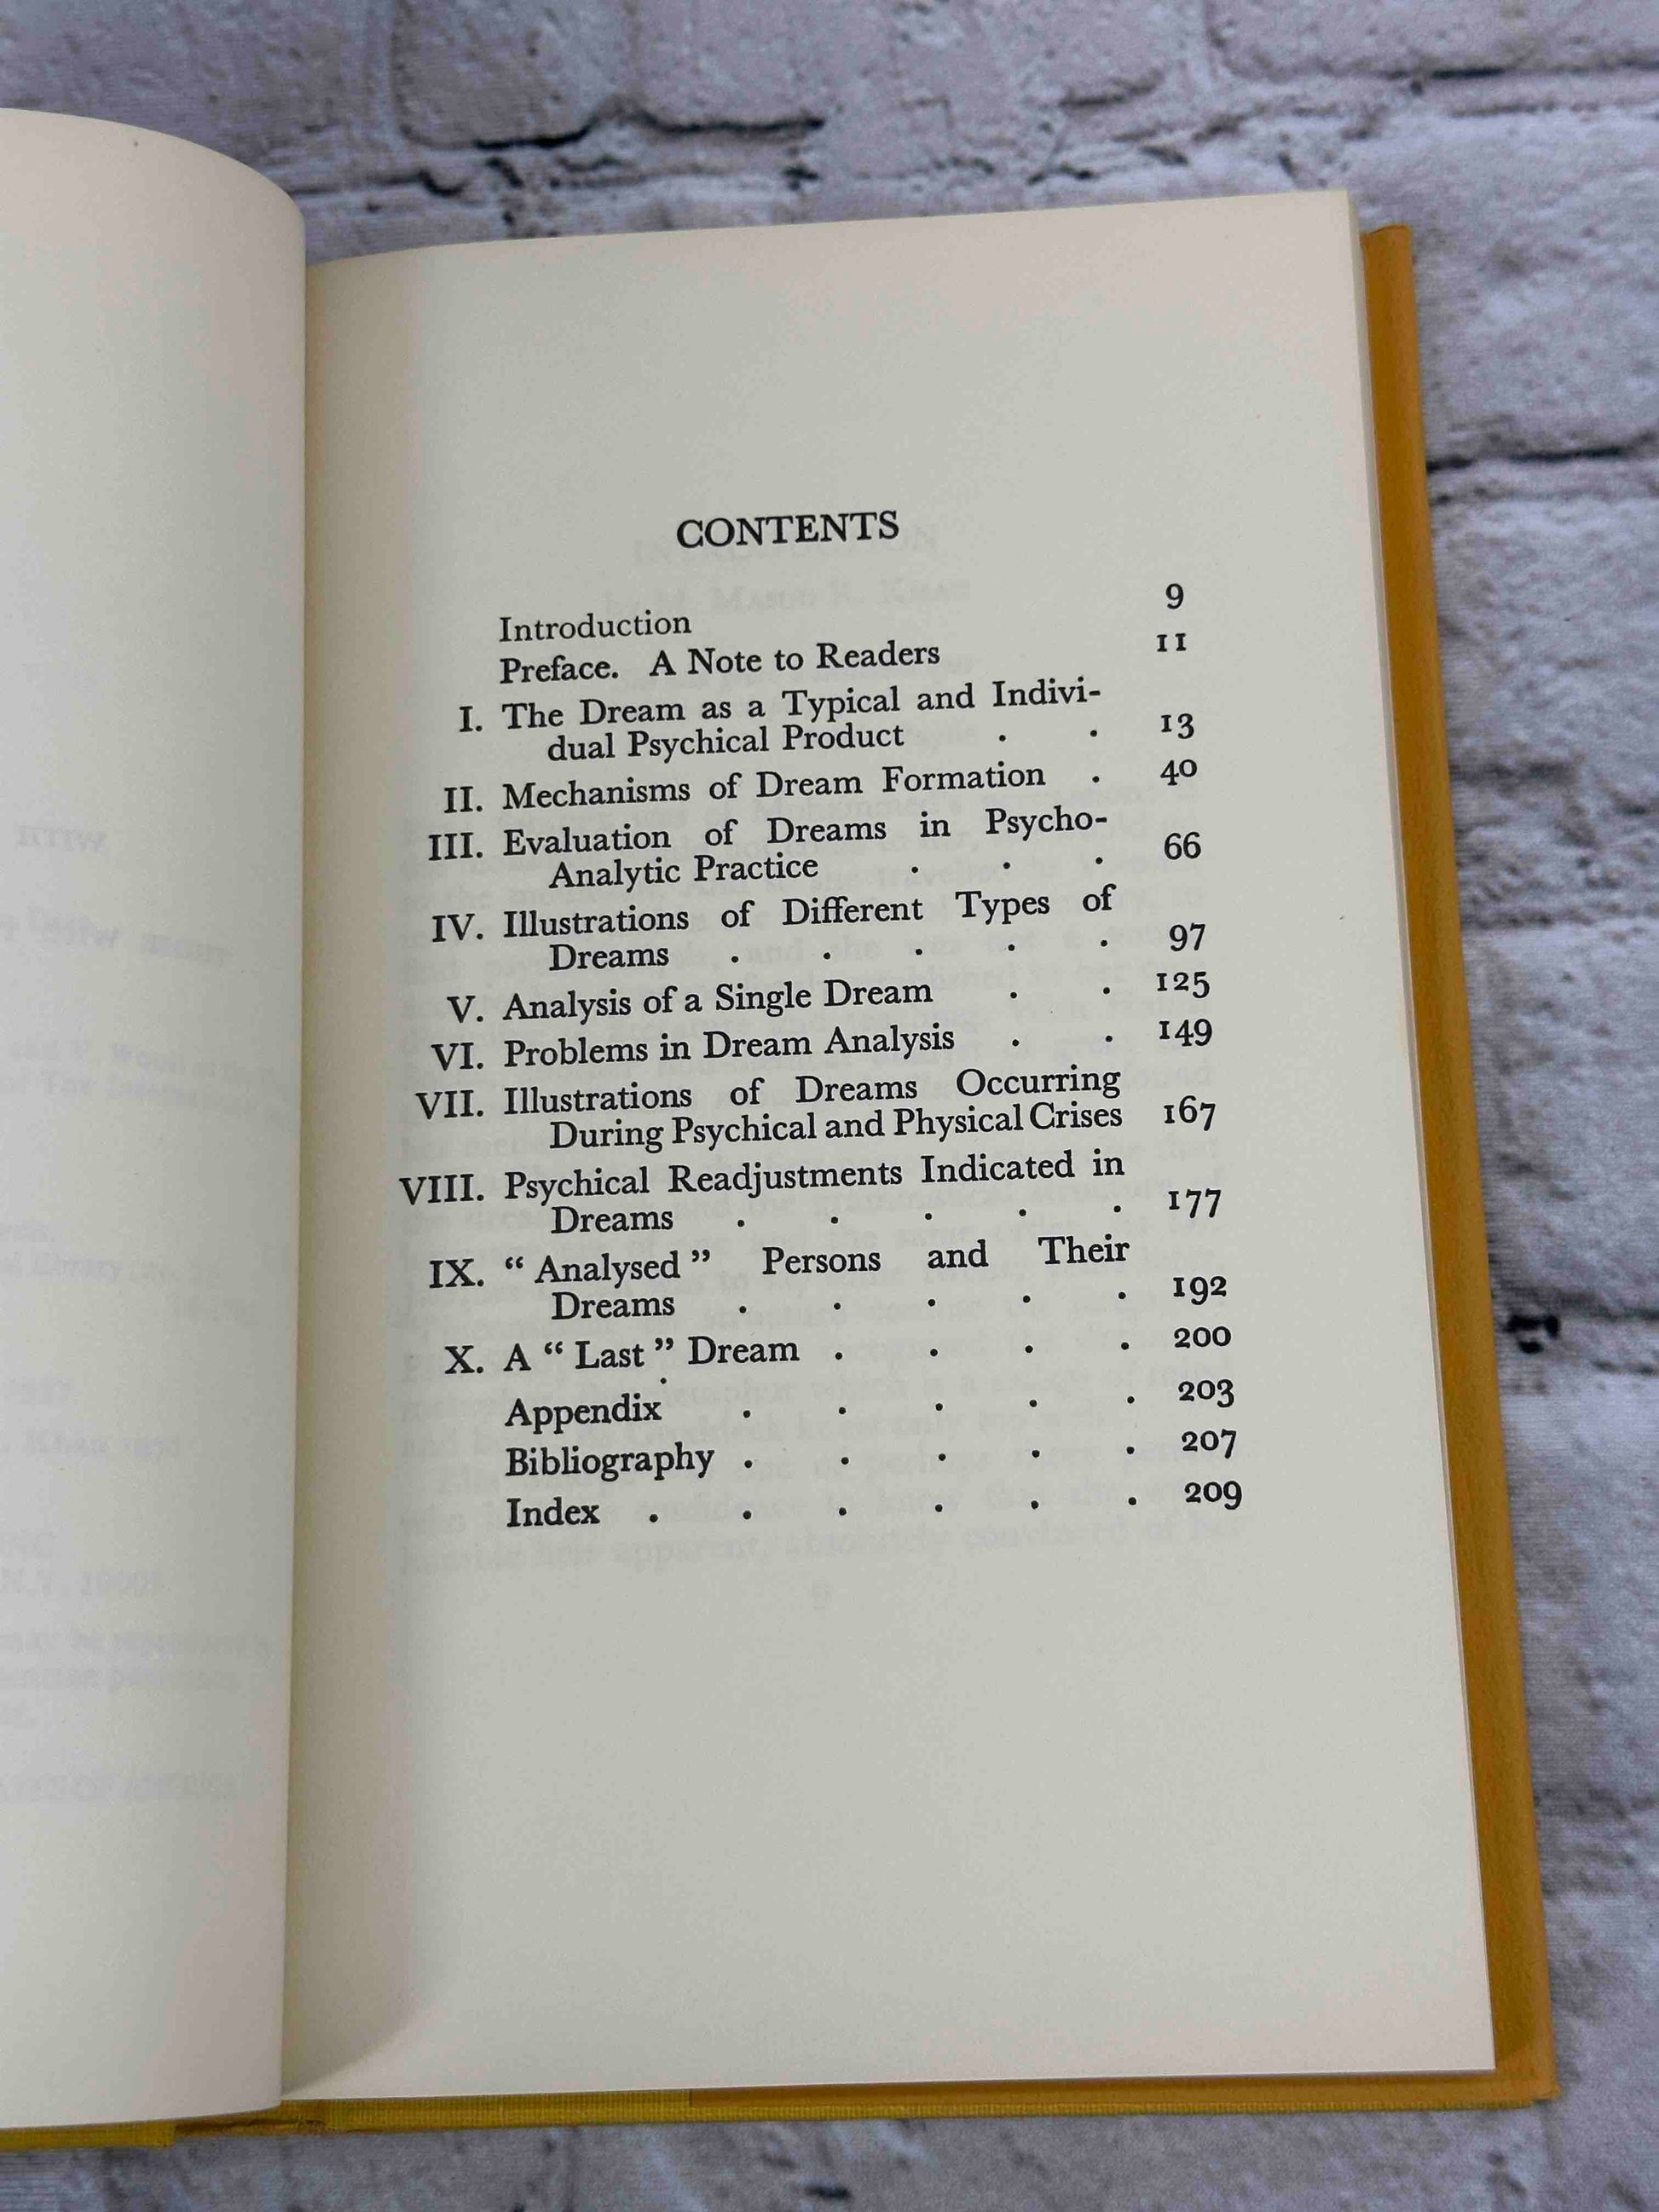 CONTENTS
Introduction 9
Preface. A Note to Readers 11
I. The Dream as a Typical and Indivi-
dual Psychical Product . . 13
II. Mechanisms of Dream Formation . 40
III. Evaluation of Dreams in Psycho-
Analytic Practice . . . 66
IV. Illustrations of Different Types of
Dreams . . . . . 97
V. Analysis of a Single Dream . . 125
VI. Problems in Dream Analysis . . 149
VII. Illustrations of Dreams Occurring
During Psychical and Physical Crises 167
VIII. Psychical Readjustments Indicated in
Dreams . . . . . 177
IX. “ Analysed ” Persons and Their
Dreams . . . . . 192
X. A “ Last ” Dream . . . . 200
Appendix . . . . . 203
Bibliography . . . . . 207
Index . . . . . . 209